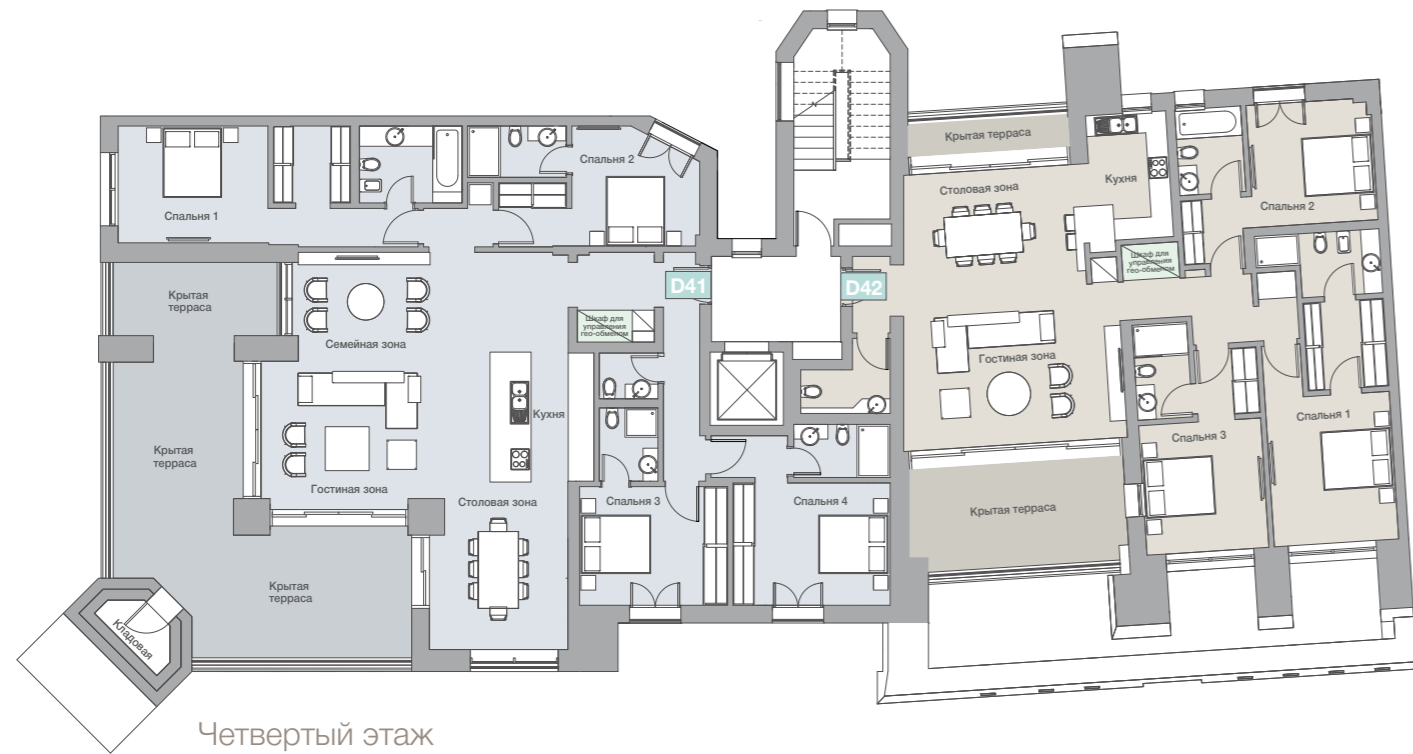 Крытая терраса
Столовая зона
Кухня
Спальня 2
Спальня 1
Спальня 2
Шкаф для
управления
гео-обменом
D41
D42
Крытая
терраса
Семейная зона
Шкаф для
управления
гео-обменом
Гостиная зона
Кухня
Крытая
терраса
Гостиная зона
Столовая зона
Спальня 3
Спальня 4
Спальня 3
Спальня 1
Крытая терраса
Крытая
терраса
Кладовая
Четвертый этаж